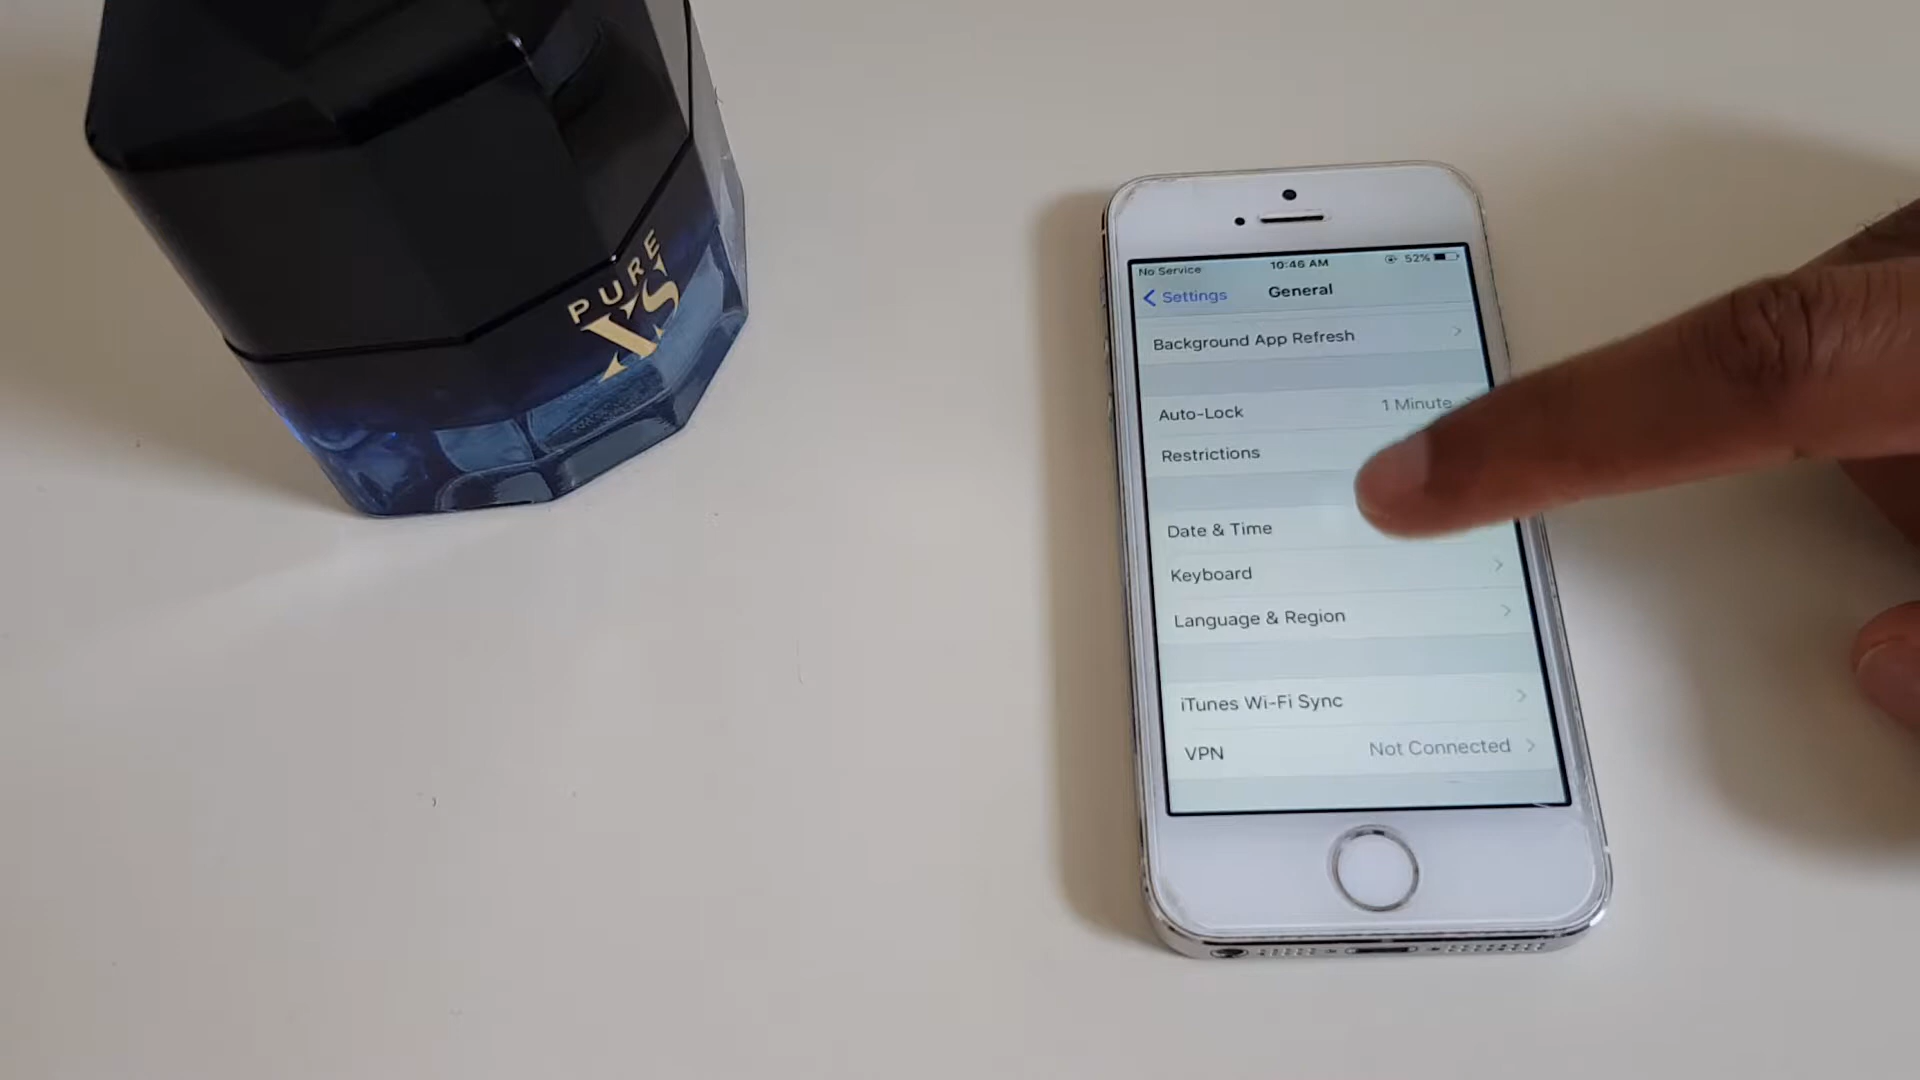 PURE
XS
No Service 10:46 AM 52%
Settings General
Background App Refresh
Auto-Lock 1 Minute
Restrictions
Date & Time
Keyboard
Language & Region
iTunes Wi-Fi Sync
VPN Not Connected